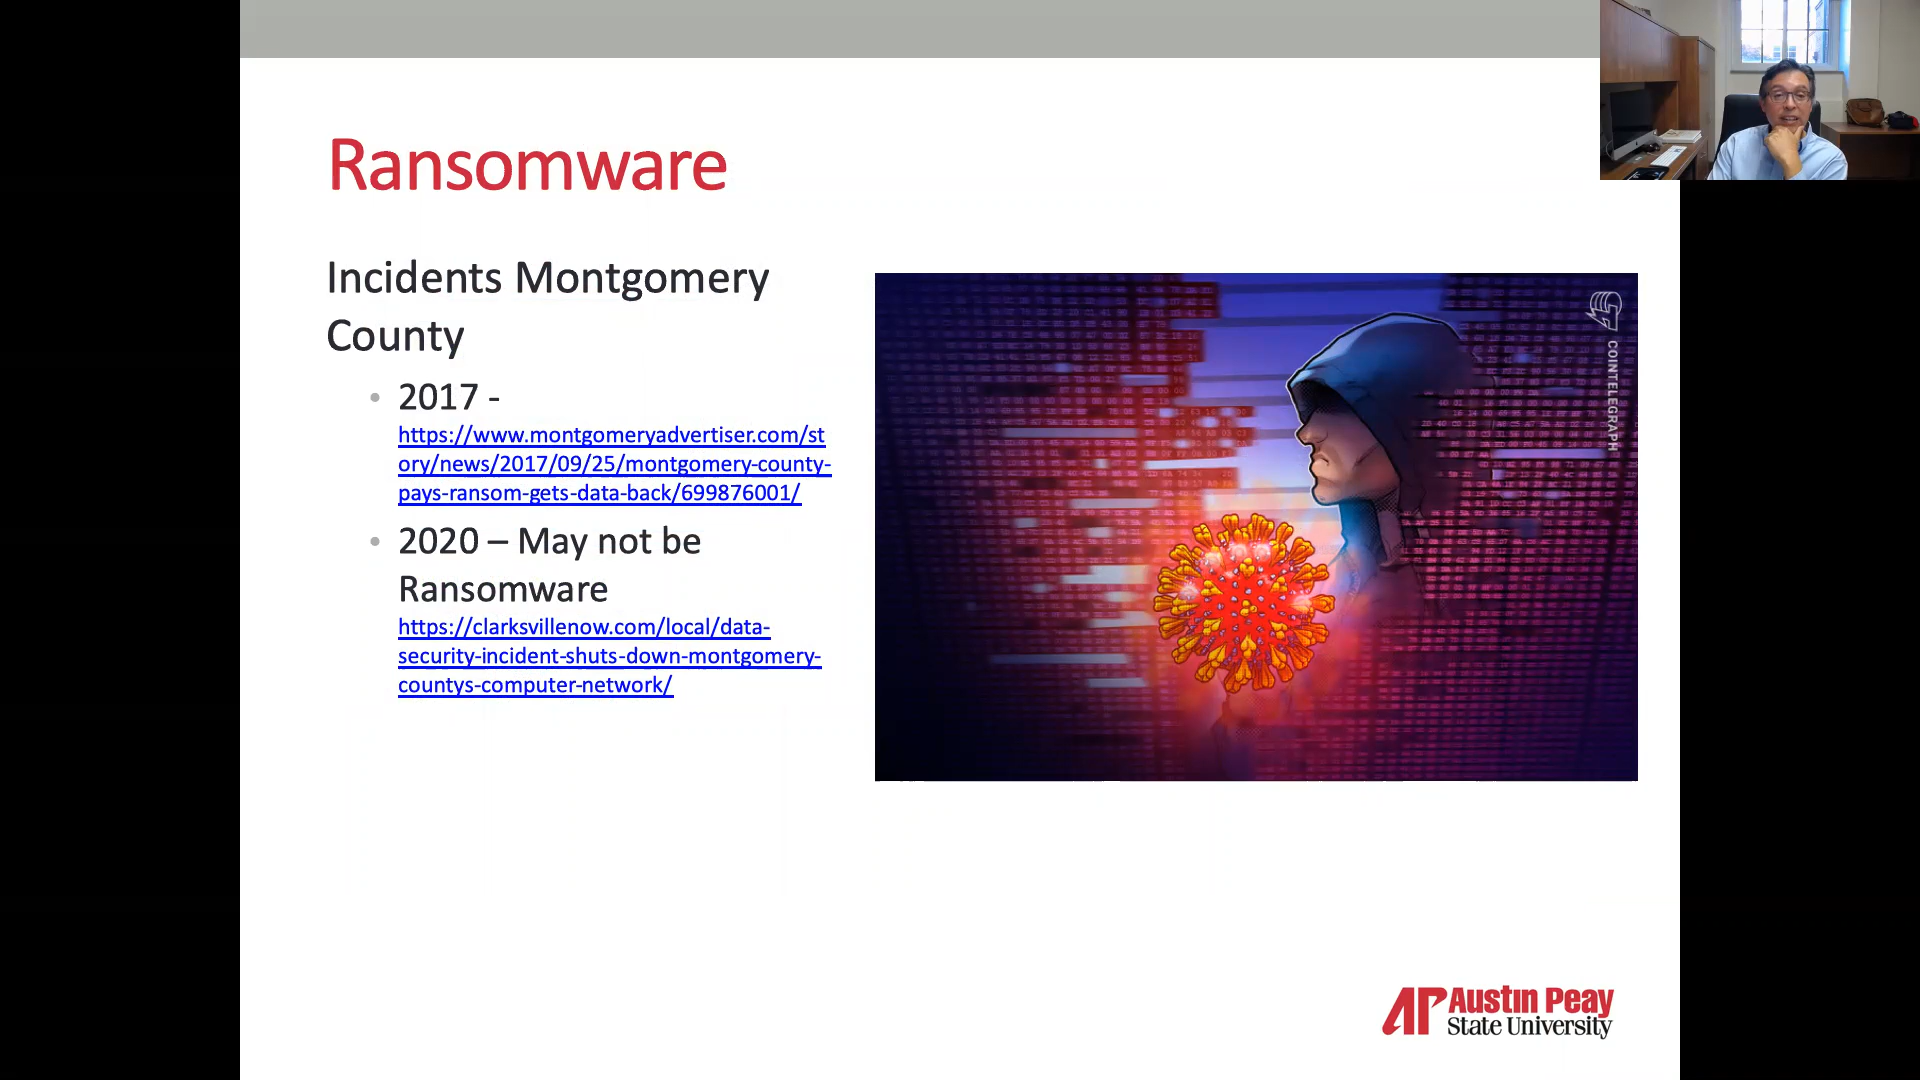 Ransomware
Incidents Montgomery
County
• 2017 -
https://www.montgomeryadvertiser.com/st
ory/news/2017/09/25/montgomery-county-
pays-ransom-gets-data-back/699876001/
• 2020 – May not be
Ransomware
https://clarksvillenow.com/local/data-
security-incident-shuts-down-montgomery-
countys-computer-network/
COINTELEGRAPH
AP Austin Peay
State University